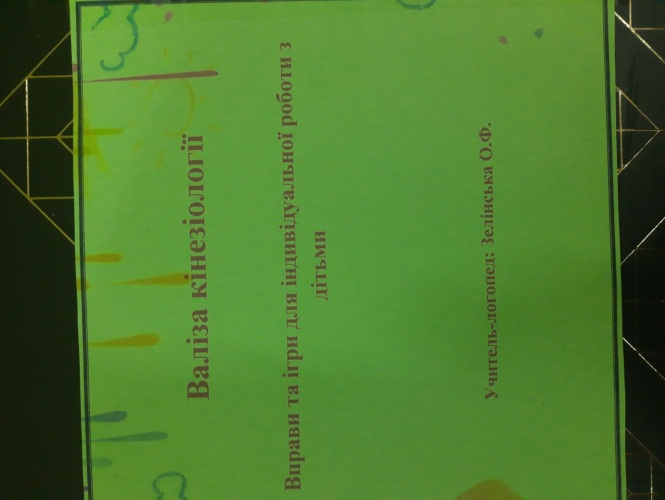 Валіза кінезіології
Вправи та ігри для індивідуальної роботи з
дітьми
Учитель-логопед: Зелінська О.Ф.